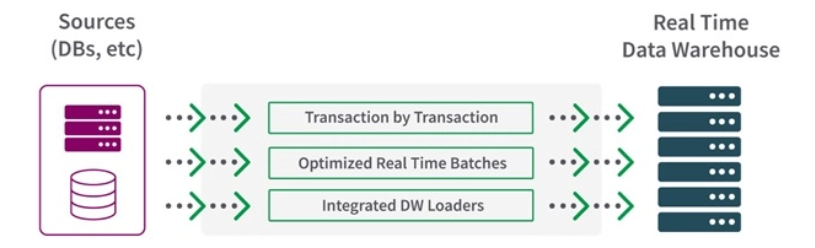 Sources
(DBs, etc)
Real Time
Data Warehouse
Transaction by Transaction
Optimized Real Time Batches
Integrated DW Loaders